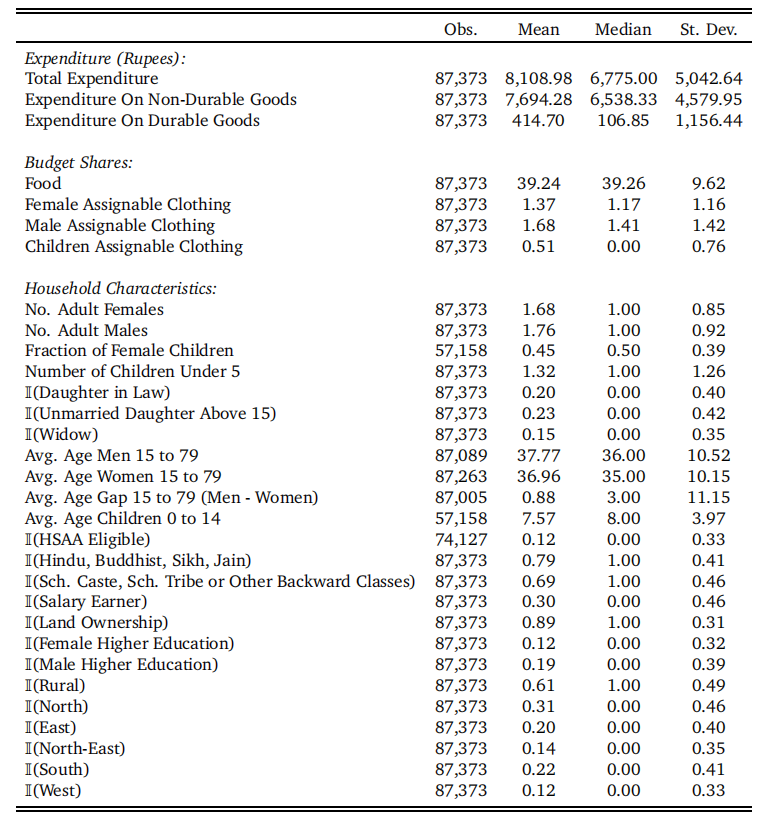 Obs. Mean Median St. Dev.
Expenditure (Rupees):
Total Expenditure 87,373 8,108.98 6,775.00 5,042.64
Expenditure On Non-Durable Goods 87,373 7,694.28 6,538.33 4,579.95
Expenditure On Durable Goods 87,373 414.70 106.85 1,156.44
Budget Shares:
Food 87,373 39.24 39.26 9.62
Female Assignable Clothing 87,373 1.37 1.17 1.16
Male Assignable Clothing 87,373 1.68 1.41 1.42
Children Assignable Clothing 87,373 0.51 0.00 0.76
Household Characteristics:
No. Adult Females 87,373 1.68 1.00 0.85
No. Adult Males 87,373 1.76 1.00 0.92
Fraction of Female Children 57,158 0.45 0.50 0.39
Number of Children Under 5 87,373 1.32 1.00 1.26
𝕀(Daughter in Law) 87,373 0.20 0.00 0.40
𝕀(Unmarried Daughter Above 15) 87,373 0.23 0.00 0.42
𝕀(Widow) 87,373 0.15 0.00 0.35
Avg. Age Men 15 to 79 87,089 37.77 36.00 10.52
Avg. Age Women 15 to 79 87,263 36.96 35.00 10.15
Avg. Age Gap 15 to 79 (Men - Women) 87,005 0.88 3.00 11.15
Avg. Age Children 0 to 14 57,158 7.57 8.00 3.97
𝕀(HSAA Eligible) 74,127 0.12 0.00 0.33
𝕀(Hindu, Buddhist, Sikh, Jain) 87,373 0.79 1.00 0.41
𝕀(Sch. Caste, Sch. Tribe or Other Backward Classes) 87,373 0.69 1.00 0.46
𝕀(Salary Earner) 87,373 0.30 0.00 0.46
𝕀(Land Ownership) 87,373 0.89 1.00 0.31
𝕀(Female Higher Education) 87,373 0.12 0.00 0.32
𝕀(Male Higher Education) 87,373 0.19 0.00 0.39
𝕀(Rural) 87,373 0.61 1.00 0.49
𝕀(North) 87,373 0.31 0.00 0.46
𝕀(East) 87,373 0.20 0.00 0.40
𝕀(North-East) 87,373 0.14 0.00 0.35
𝕀(South) 87,373 0.22 0.00 0.41
𝕀(West) 87,373 0.12 0.00 0.33